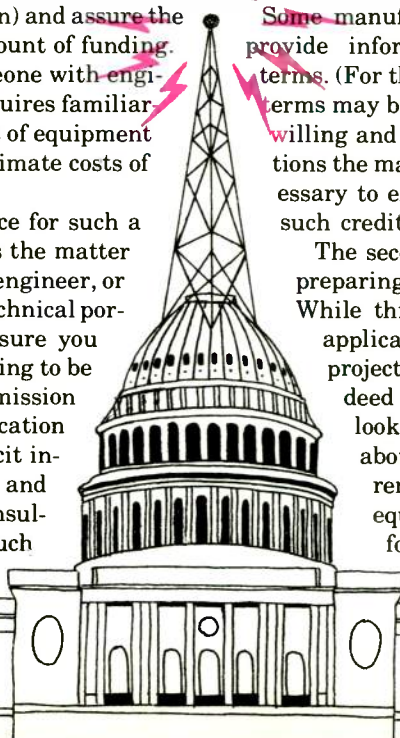 n) and assure the
ount of funding.
eone with engi-
quires familiar-
of equipment
imate costs of
ce for such a
s the matter
engineer, or
chnical por-
sure you
ing to be
mission
cation
cit in-
and
nsul-
uch
Some manuf
provide infor
terms. (For th
terms may b
willing and
tions the ma
essary to e
such credit
The sec
preparing
While thi
applica
project
deed
look
abou
ren
equ
fo